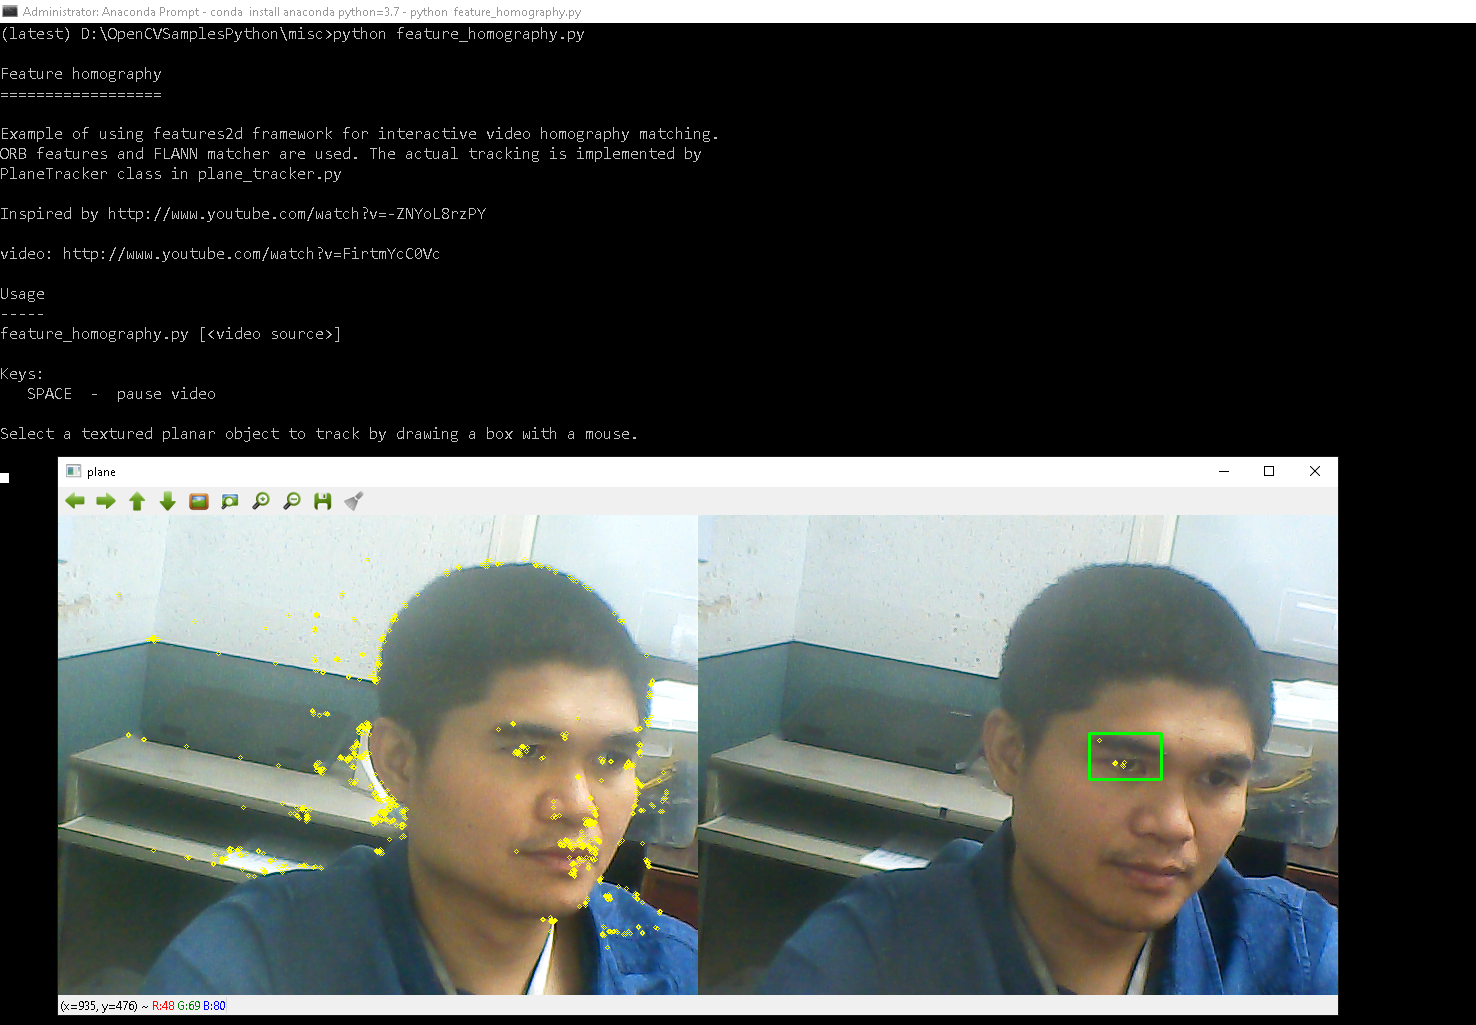 Administrator: Anaconda Prompt - conda  install anaconda python=3.7 - python  feature_homography.py
(latest) D:\OpenCVSamplesPython\misc>python feature_homography.py
Feature homography
==================
Example of using features2d framework for interactive video homography matching.
ORB features and FLANN matcher are used. The actual tracking is implemented by
PlaneTracker class in plane_tracker.py
Inspired by http://www.youtube.com/watch?v=-ZNYoL8rzPY
video: http://www.youtube.com/watch?v=FirtmYcC0Vc
Usage
-----
feature_homography.py [<video source>]
Keys:
   SPACE  -  pause video
Select a textured planar object to track by drawing a box with a mouse.
plane
(x=935, y=476) ~ R:48 G:69 B:80